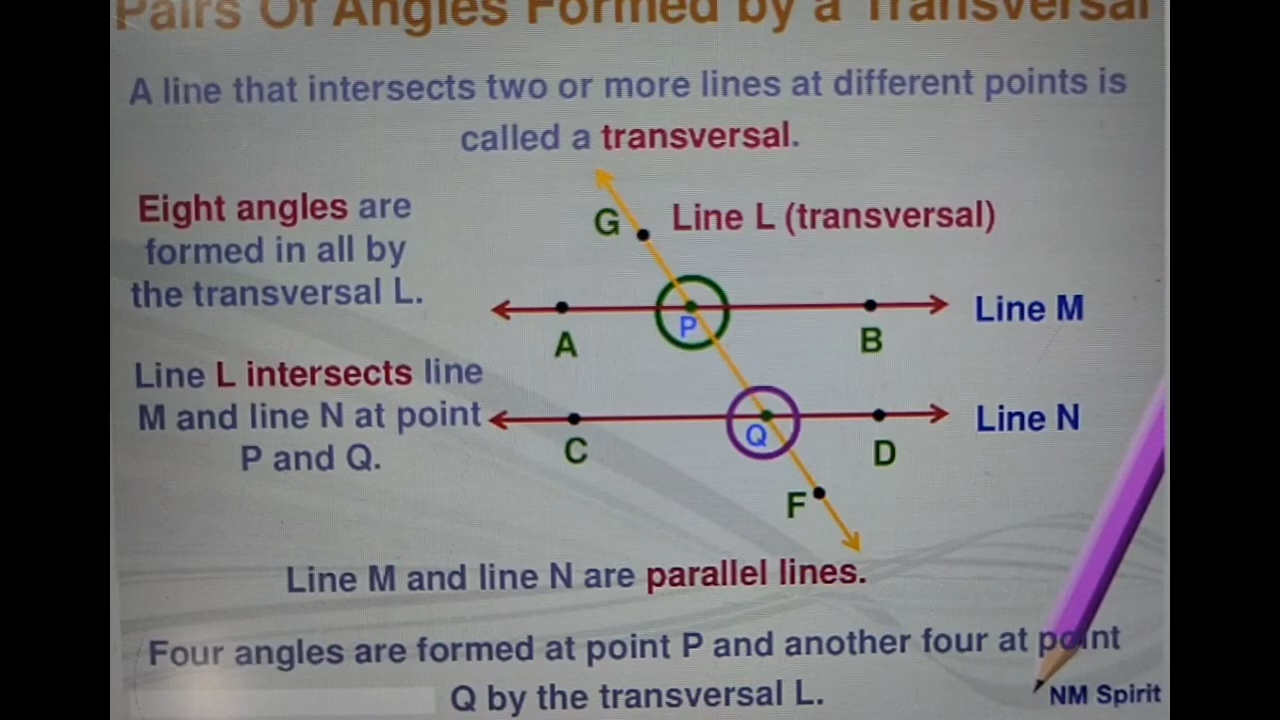 Pairs Of Angles Formed by a Transversal
A line that intersects two or more lines at different points is
called a transversal.
Eight angles are
formed in all by
the transversal L.
G
Line L (transversal)
P
A
B
Line M
Line L intersects line
M and line N at point
P and Q.
Q
C
D
Line N
F
Line M and line N are parallel lines.
Four angles are formed at point P and another four at point
Q by the transversal L.
NM Spirit